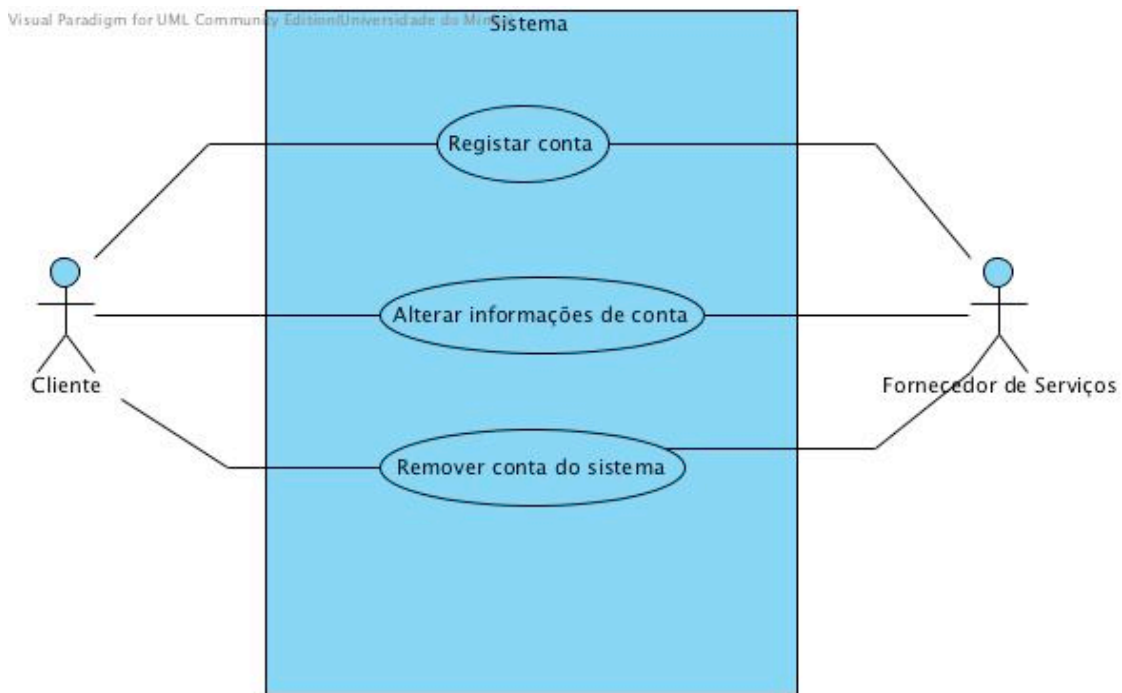 Visual Paradigm for UML Community Edition(Universidade do Minho)
Sistema
Registar conta
Alterar informações de conta
Cliente
Fornecedor de Serviços
Remover conta do sistema